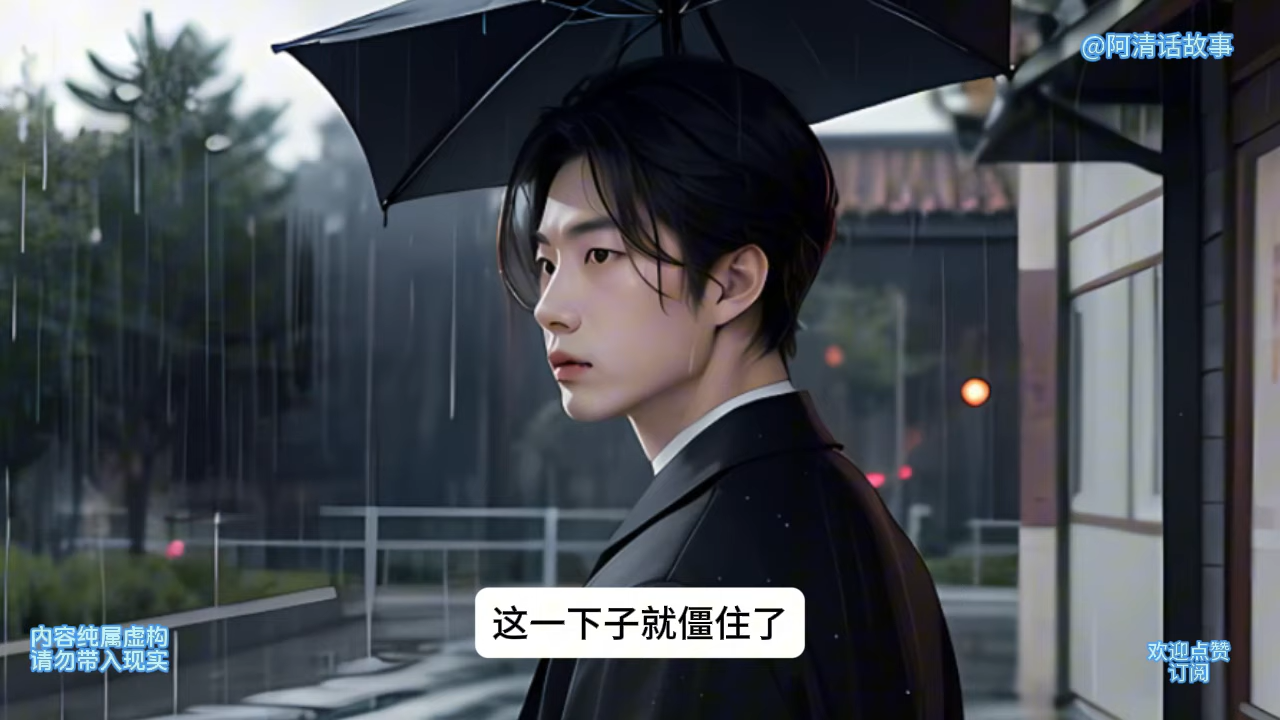 @阿清话故事
这一下子就僵住了
内容纯属虚构
请勿带入现实
欢迎点赞
订阅